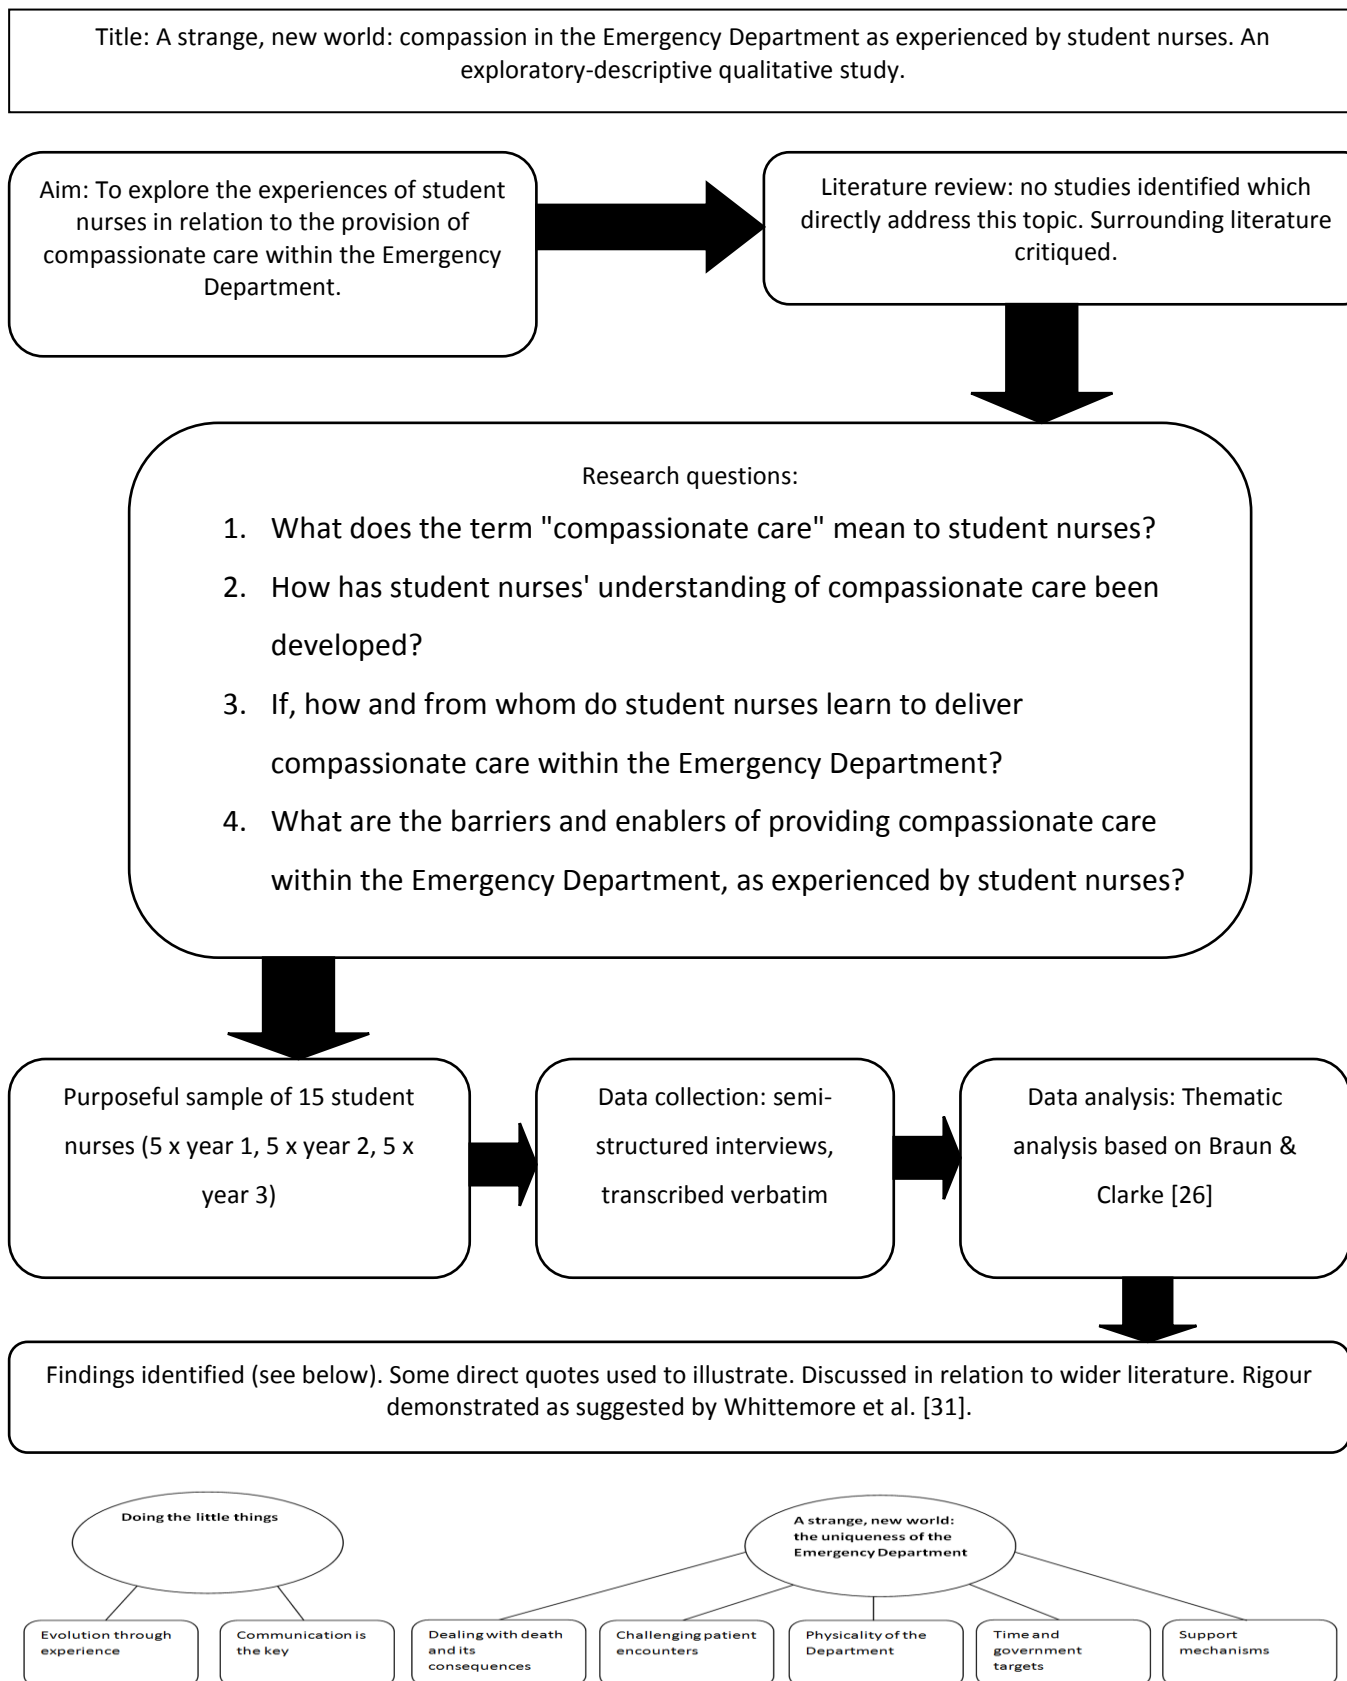 Title: A strange, new world: compassion in the Emergency Department as experienced by student nurses. An
exploratory-descriptive qualitative study.
Aim: To explore the experiences of student
nurses in relation to the provision of
compassionate care within the Emergency
Department.
Literature review: no studies identified which
directly address this topic. Surrounding literature
critiqued.
Research questions:
1. What does the term "compassionate care" mean to student nurses?
2. How has student nurses' understanding of compassionate care been
developed?
3. If, how and from whom do student nurses learn to deliver
compassionate care within the Emergency Department?
4. What are the barriers and enablers of providing compassionate care
within the Emergency Department, as experienced by student nurses?
Purposeful sample of 15 student
nurses (5 x year 1, 5 x year 2, 5 x
year 3)
Data collection: semi-
structured interviews,
transcribed verbatim
Data analysis: Thematic
analysis based on Braun &
Clarke [26]
Findings identified (see below). Some direct quotes used to illustrate. Discussed in relation to wider literature. Rigour
demonstrated as suggested by Whittemore et al. [31].
Doing the little things
A strange, new world:
the uniqueness of the
Emergency Department
Evolution through
experience
Communication is
the key
Dealing with death
and its
consequences
Challenging patient
encounters
Physicality of the
Department
Time and
government
targets
Support
mechanisms